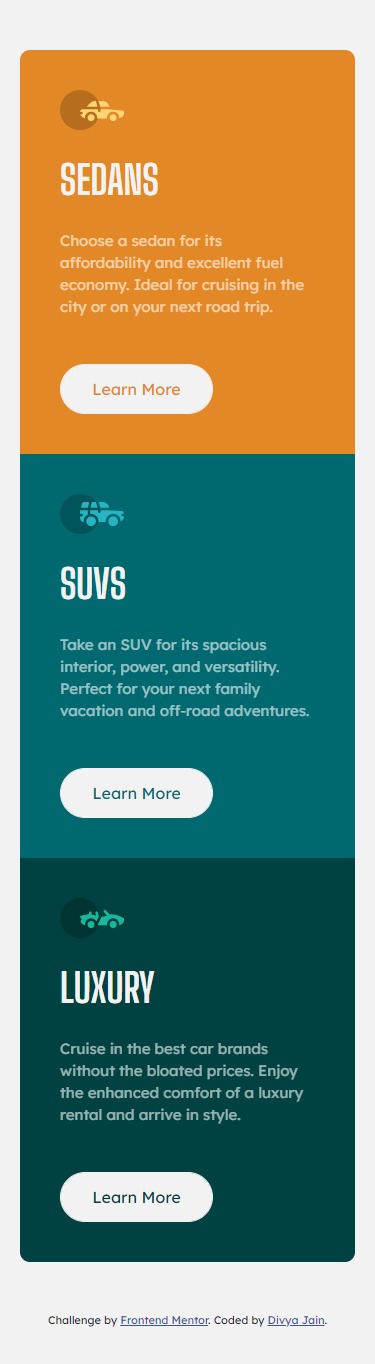 SEDANS
Choose a sedan for its
affordability and excellent fuel
economy. Ideal for cruising in the
city or on your next road trip.
Learn More
SUVS
Take an SUV for its spacious
interior, power, and versatility.
Perfect for your next family
vacation and off-road adventures.
Learn More
LUXURY
Cruise in the best car brands
without the bloated prices. Enjoy
the enhanced comfort of a luxury
rental and arrive in style.
Learn More
Challenge by Frontend Mentor. Coded by Divya Jain.